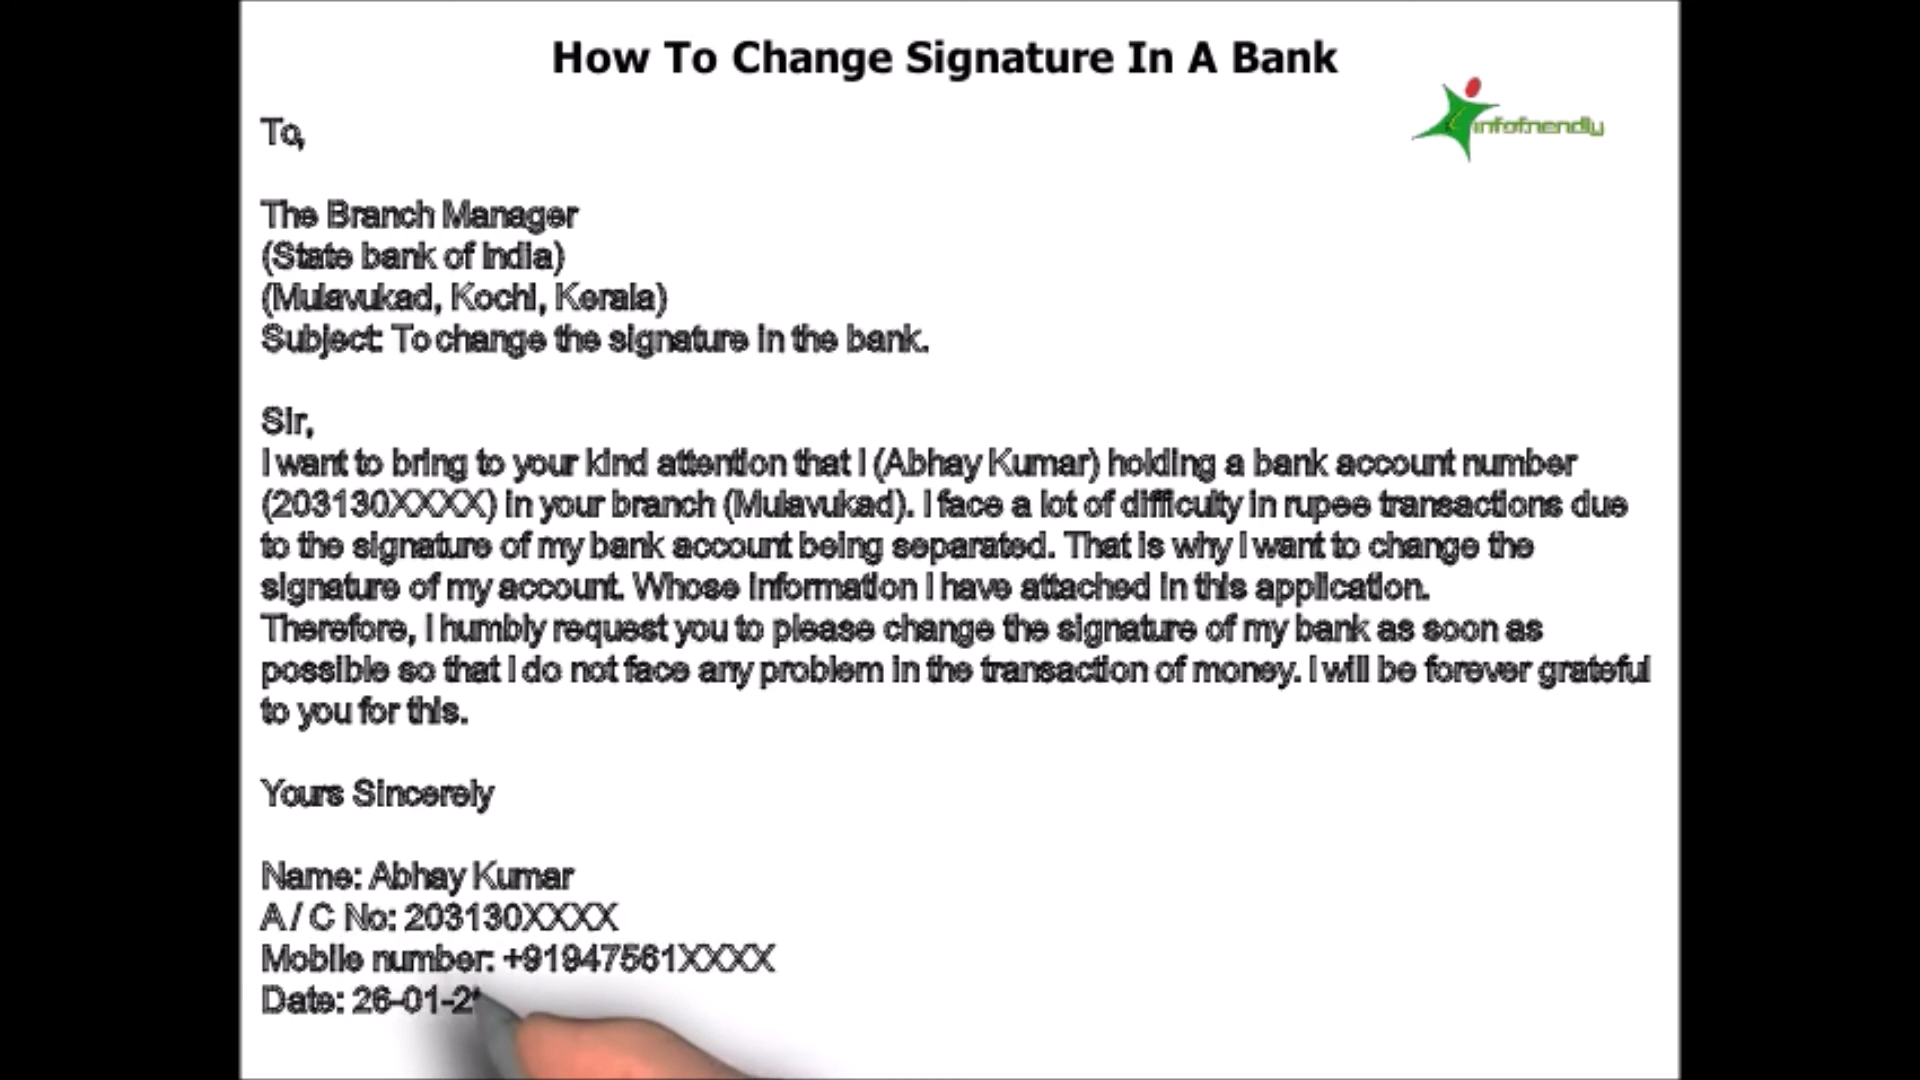 How To Change Signature In A Bank
infofriendly
To,
The Branch Manager
(State bank of India)
(Mulavukad, Kochi, Kerala)
Subject: To change the signature in the bank.
Sir,
I want to bring to your kind attention that I (Abhay Kumar) holding a bank account number
(203130XXXX) in your branch (Mulavukad). I face a lot of difficulty in rupee transactions due
to the signature of my bank account being separated. That is why I want to change the
signature of my account. Whose information I have attached in this application.
Therefore, I humbly request you to please change the signature of my bank as soon as
possible so that I do not face any problem in the transaction of money. I will be forever grateful
to you for this.
Yours Sincerely
Name: Abhay Kumar
A / C No: 203130XXXX
Mobile number: +91947561XXXX
Date: 26-01-2